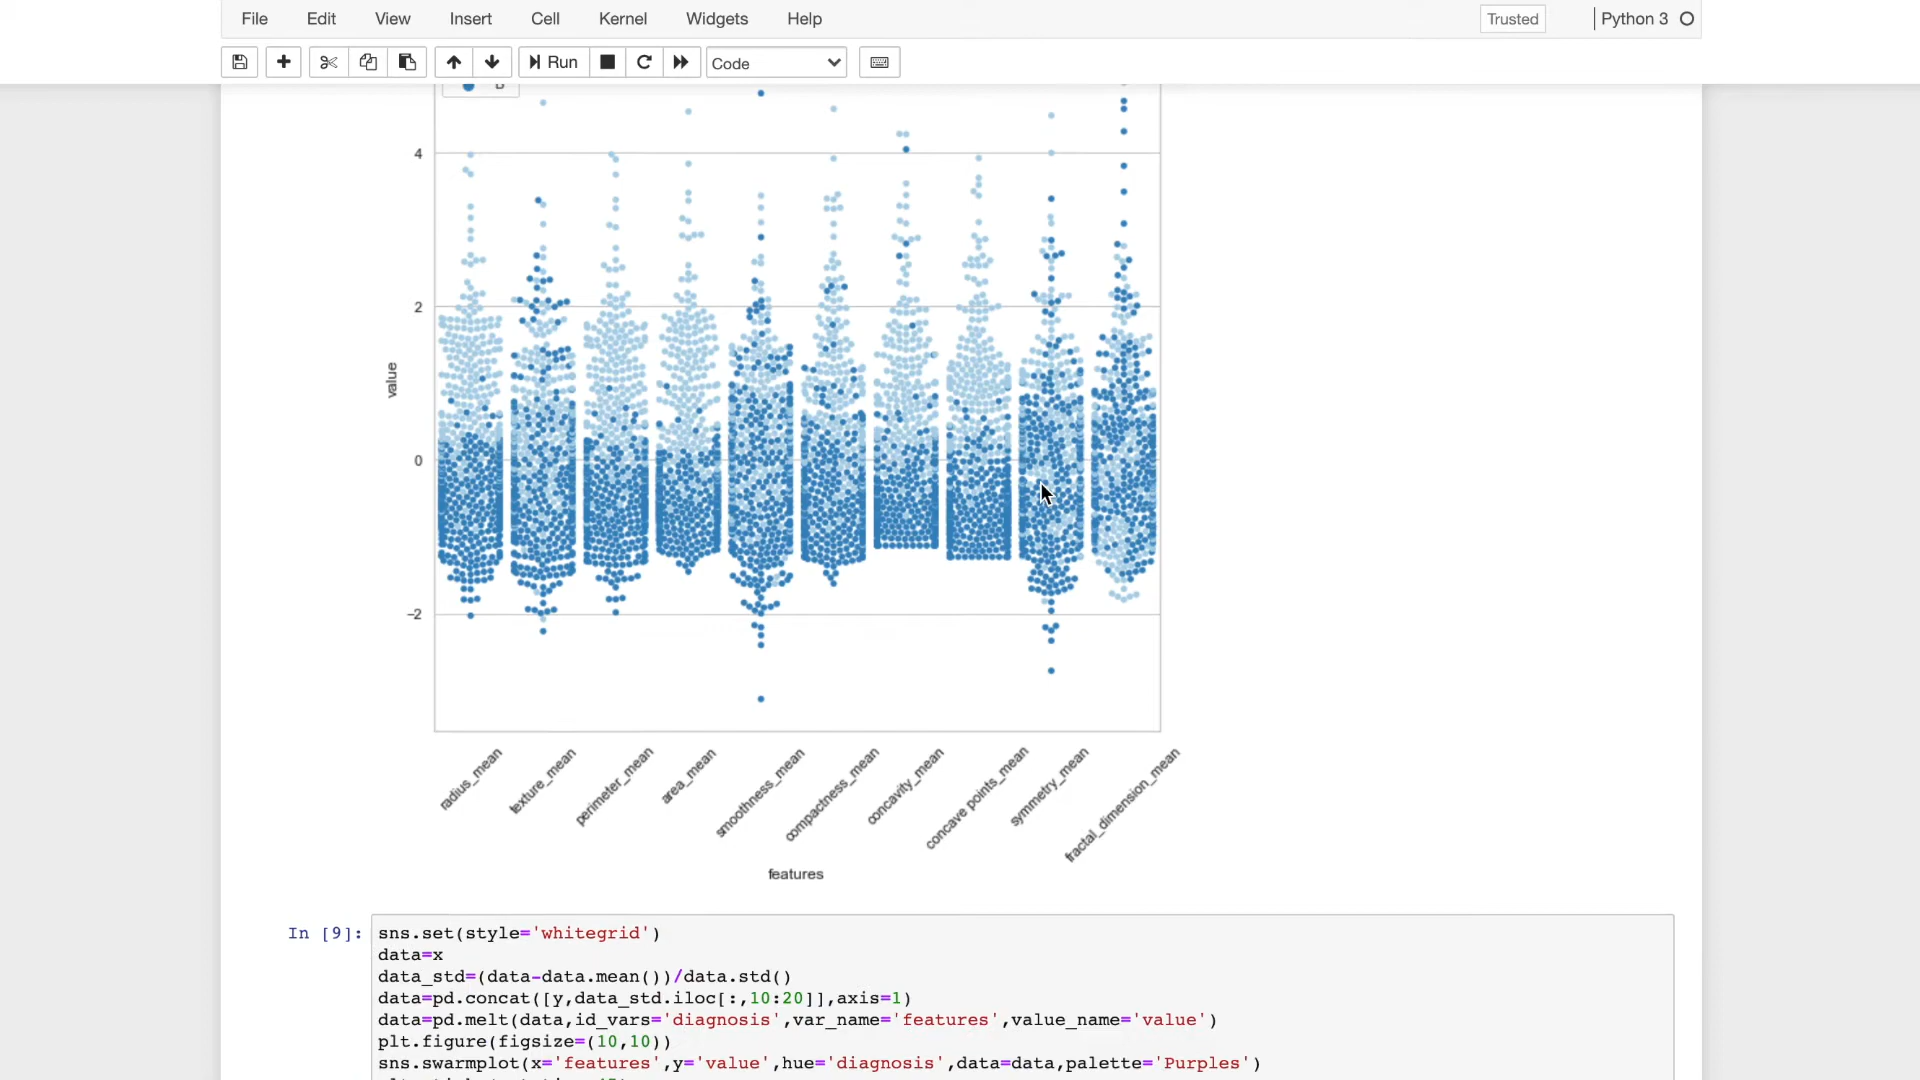 File Edit View Insert Cell Kernel Widgets Help Trusted Python 3
Run Code
B
4
2
value
0
−2
radius_mean texture_mean perimeter_mean area_mean smoothness_mean compactness_mean concavity_mean concave points_mean symmetry_mean fractal_dimension_mean
features
In [9]: sns.set(style='whitegrid')
data=x
data_std=(data-data.mean())/data.std()
data=pd.concat([y,data_std.iloc[:,10:20]],axis=1)
data=pd.melt(data,id_vars='diagnosis',var_name='features',value_name='value')
plt.figure(figsize=(10,10))
sns.swarmplot(x='features',y='value',hue='diagnosis',data=data,palette='Purples')